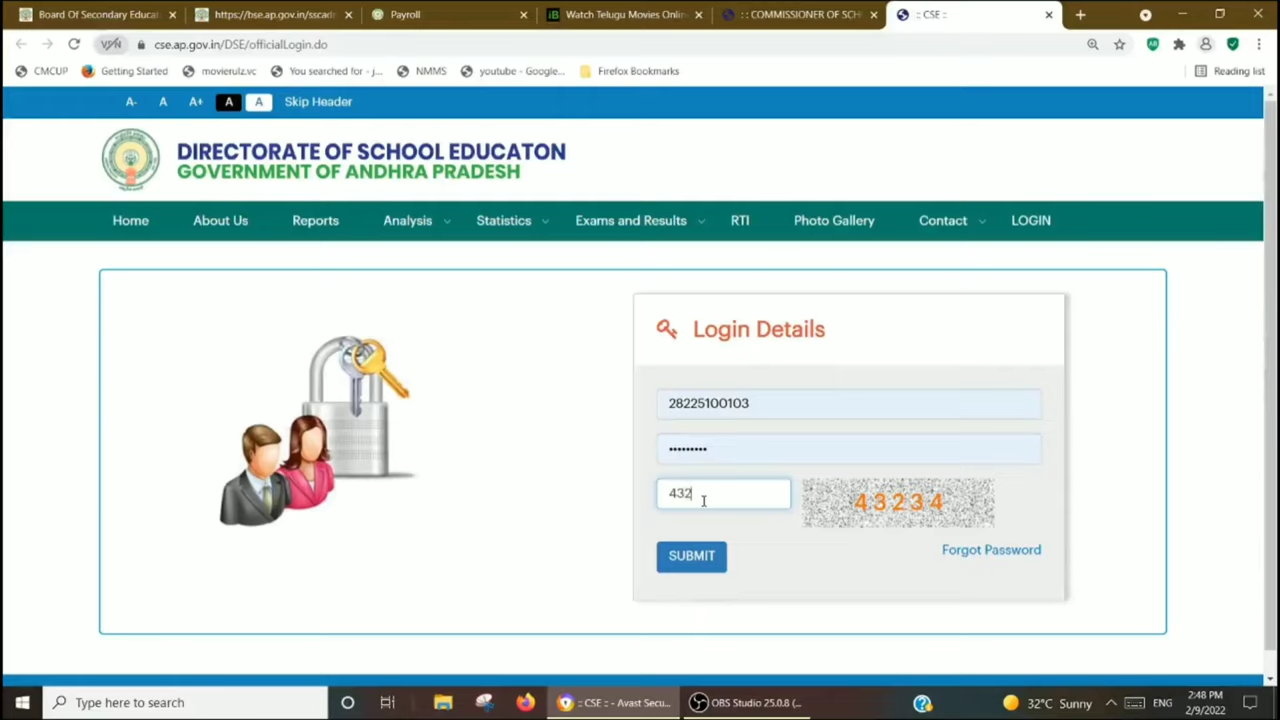 Board Of Secondary Educat
https://bse.ap.gov.in/sscadm
Payroll
iB Watch Telugu Movies Onlin
: : COMMISSIONER OF SCH
:: CSE ::
VPN cse.ap.gov.in/DSE/officialLogin.do
CMCUP Getting Started movierulz.vc You searched for - j... NMMS youtube - Google... Firefox Bookmarks Reading list
A- A A+ A A Skip Header
DIRECTORATE OF SCHOOL EDUCATON
GOVERNMENT OF ANDHRA PRADESH
Home About Us Reports Analysis Statistics Exams and Results RTI Photo Gallery Contact LOGIN
Login Details
28225100103
•••••••••
432 43234
SUBMIT Forgot Password
Type here to search
:: CSE :: - Avast Secu...
OBS Studio 25.0.8 (...
32°C Sunny ENG
2:48 PM
2/9/2022